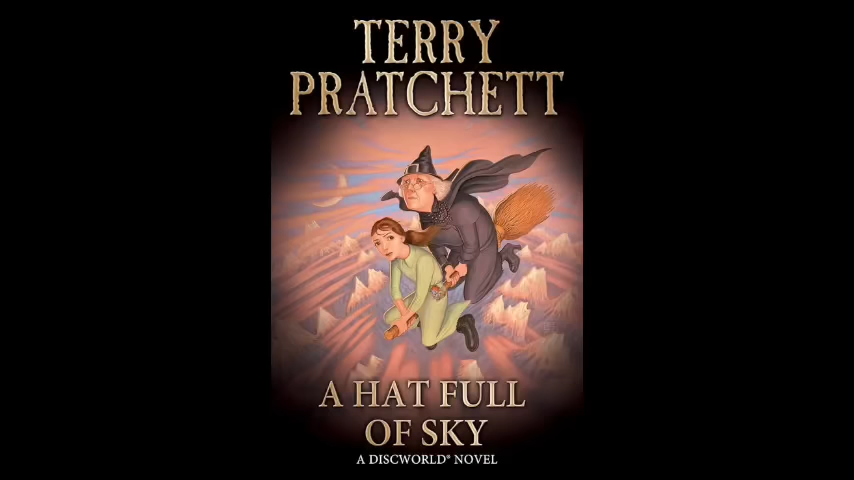 TERRY
PRATCHETT
A HAT FULL
OF SKY
A DISCWORLD® NOVEL